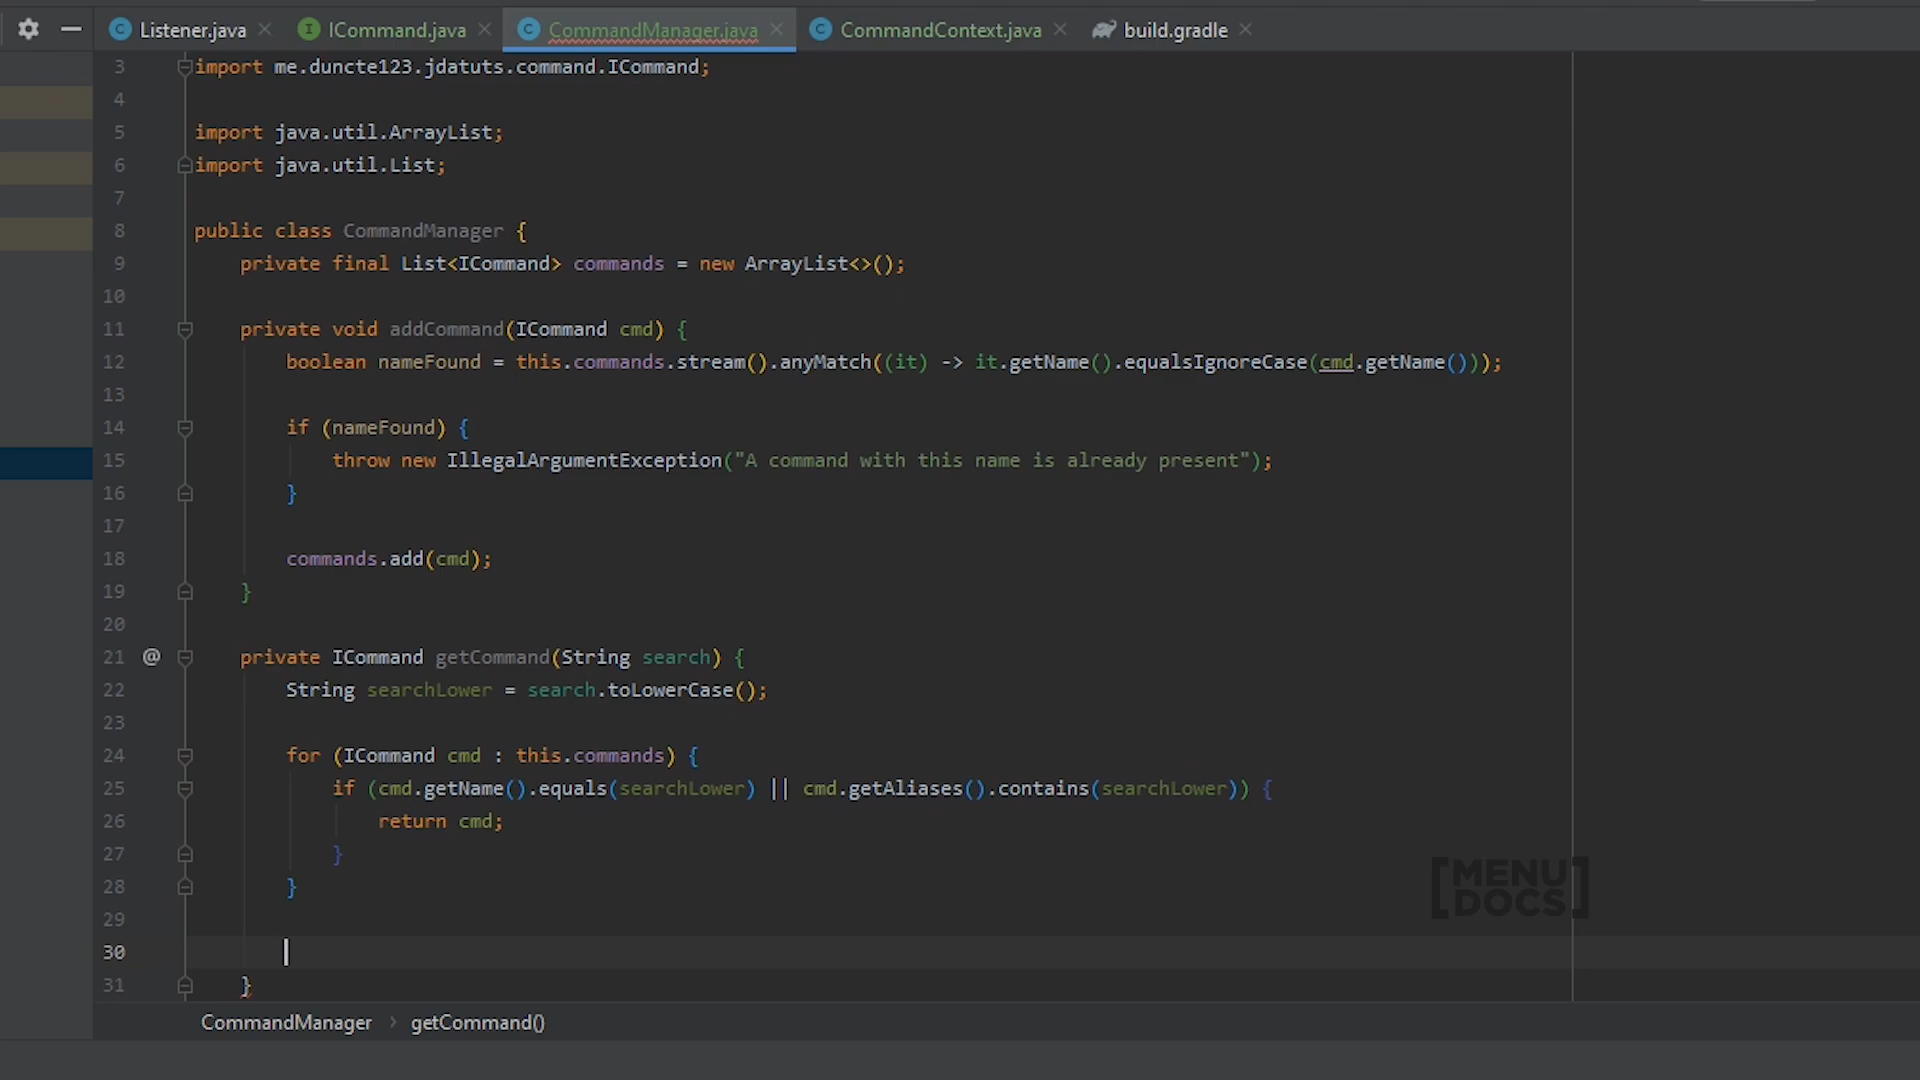 Listener.java ICommand.java CommandManager.java CommandContext.java build.gradle
3 import me.duncte123.jdatuts.command.ICommand;
4
5 import java.util.ArrayList;
6 import java.util.List;
7
8 public class CommandManager {
9 private final List<ICommand> commands = new ArrayList<>();
10
11 private void addCommand(ICommand cmd) {
12 boolean nameFound = this.commands.stream().anyMatch((it) -> it.getName().equalsIgnoreCase(cmd.getName()));
13
14 if (nameFound) {
15 throw new IllegalArgumentException("A command with this name is already present");
16 }
17
18 commands.add(cmd);
19 }
20
21 @ private ICommand getCommand(String search) {
22 String searchLower = search.toLowerCase();
23
24 for (ICommand cmd : this.commands) {
25 if (cmd.getName().equals(searchLower) || cmd.getAliases().contains(searchLower)) {
26 return cmd;
27 }
28 }
29
30
31 }
[MENU DOCS]
CommandManager > getCommand()